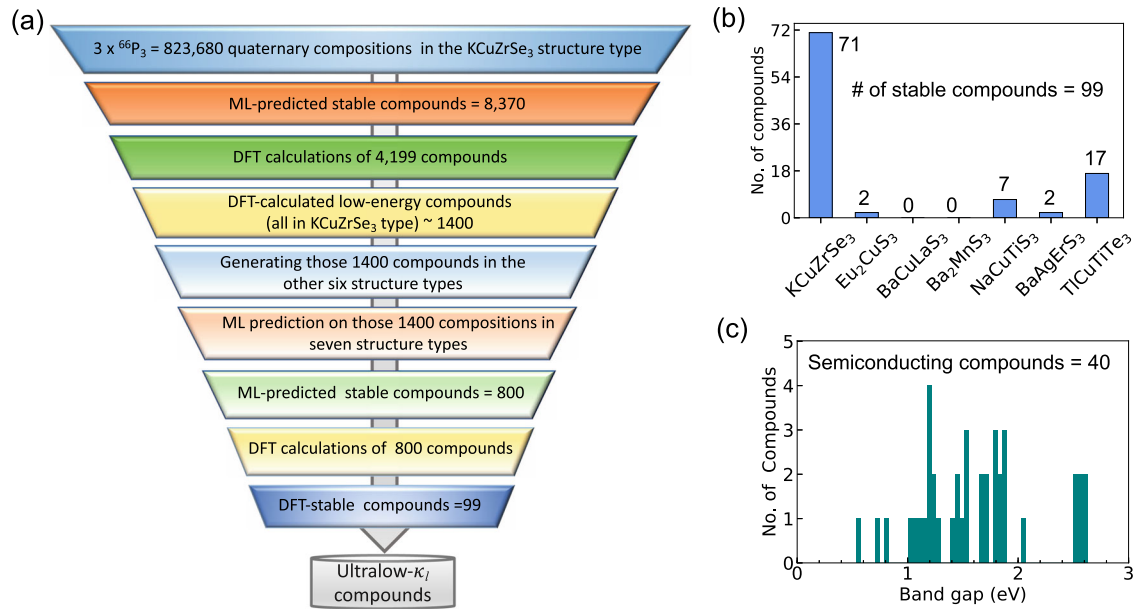 (a)
3 x ⁶⁶P₃ = 823,680 quaternary compositions in the KCuZrSe₃ structure type
ML-predicted stable compounds = 8,370
DFT calculations of 4,199 compounds
DFT-calculated low-energy compounds
(all in KCuZrSe₃ type) ~ 1400
Generating those 1400 compounds in the
other six structure types
ML prediction on those 1400 compositions in
seven structure types
ML-predicted stable compounds = 800
DFT calculations of 800 compounds
DFT-stable compounds =99
Ultralow-κₗ
compounds
(b)
No. of compounds
72
54
36
18
0
# of stable compounds = 99
71
2
0
0
7
2
17
KCuZrSe₃
Eu₂CuS₃
BaCuLaS₃
Ba₂MnS₃
NaCuTiS₃
BaAgErS₃
TlCuTiTe₃
(c)
No. of Compounds
5
4
3
2
1
0
Semiconducting compounds = 40
0
1
2
3
Band gap (eV)